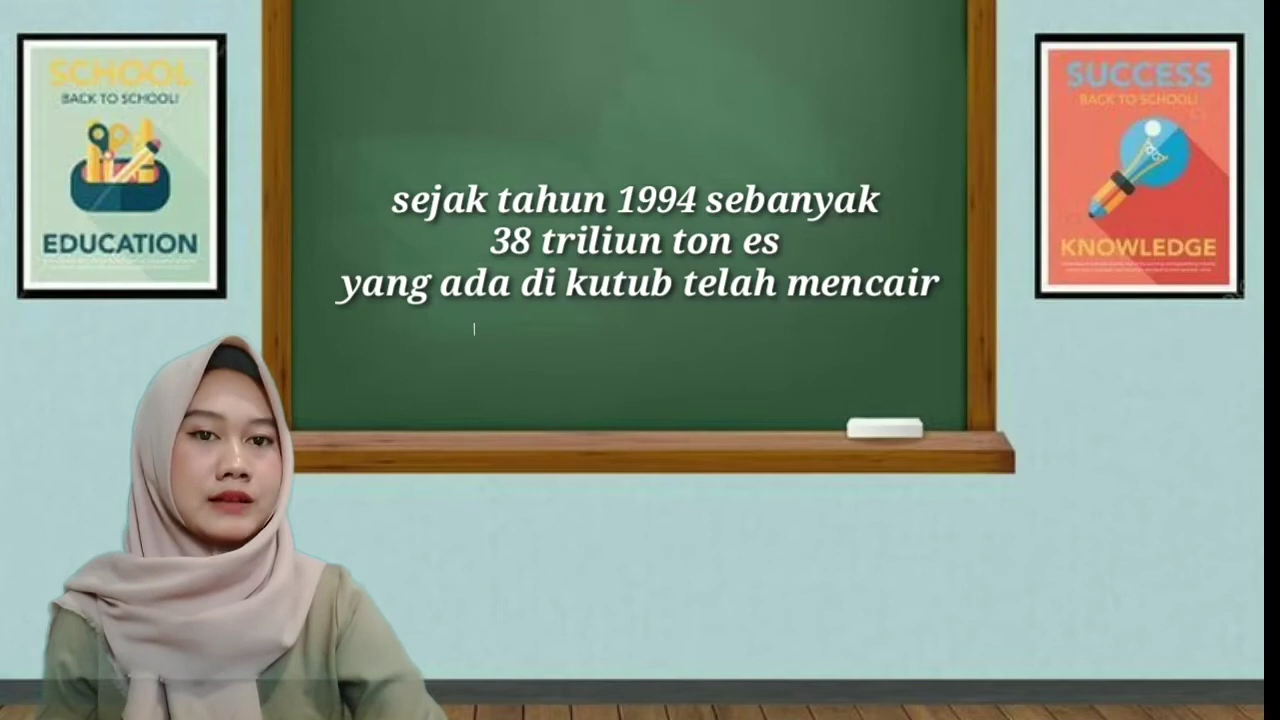 SCHOOL
BACK TO SCHOOL!
EDUCATION
sejak tahun 1994 sebanyak
38 triliun ton es
yang ada di kutub telah mencair
SUCCESS
BACK TO SCHOOL!
KNOWLEDGE